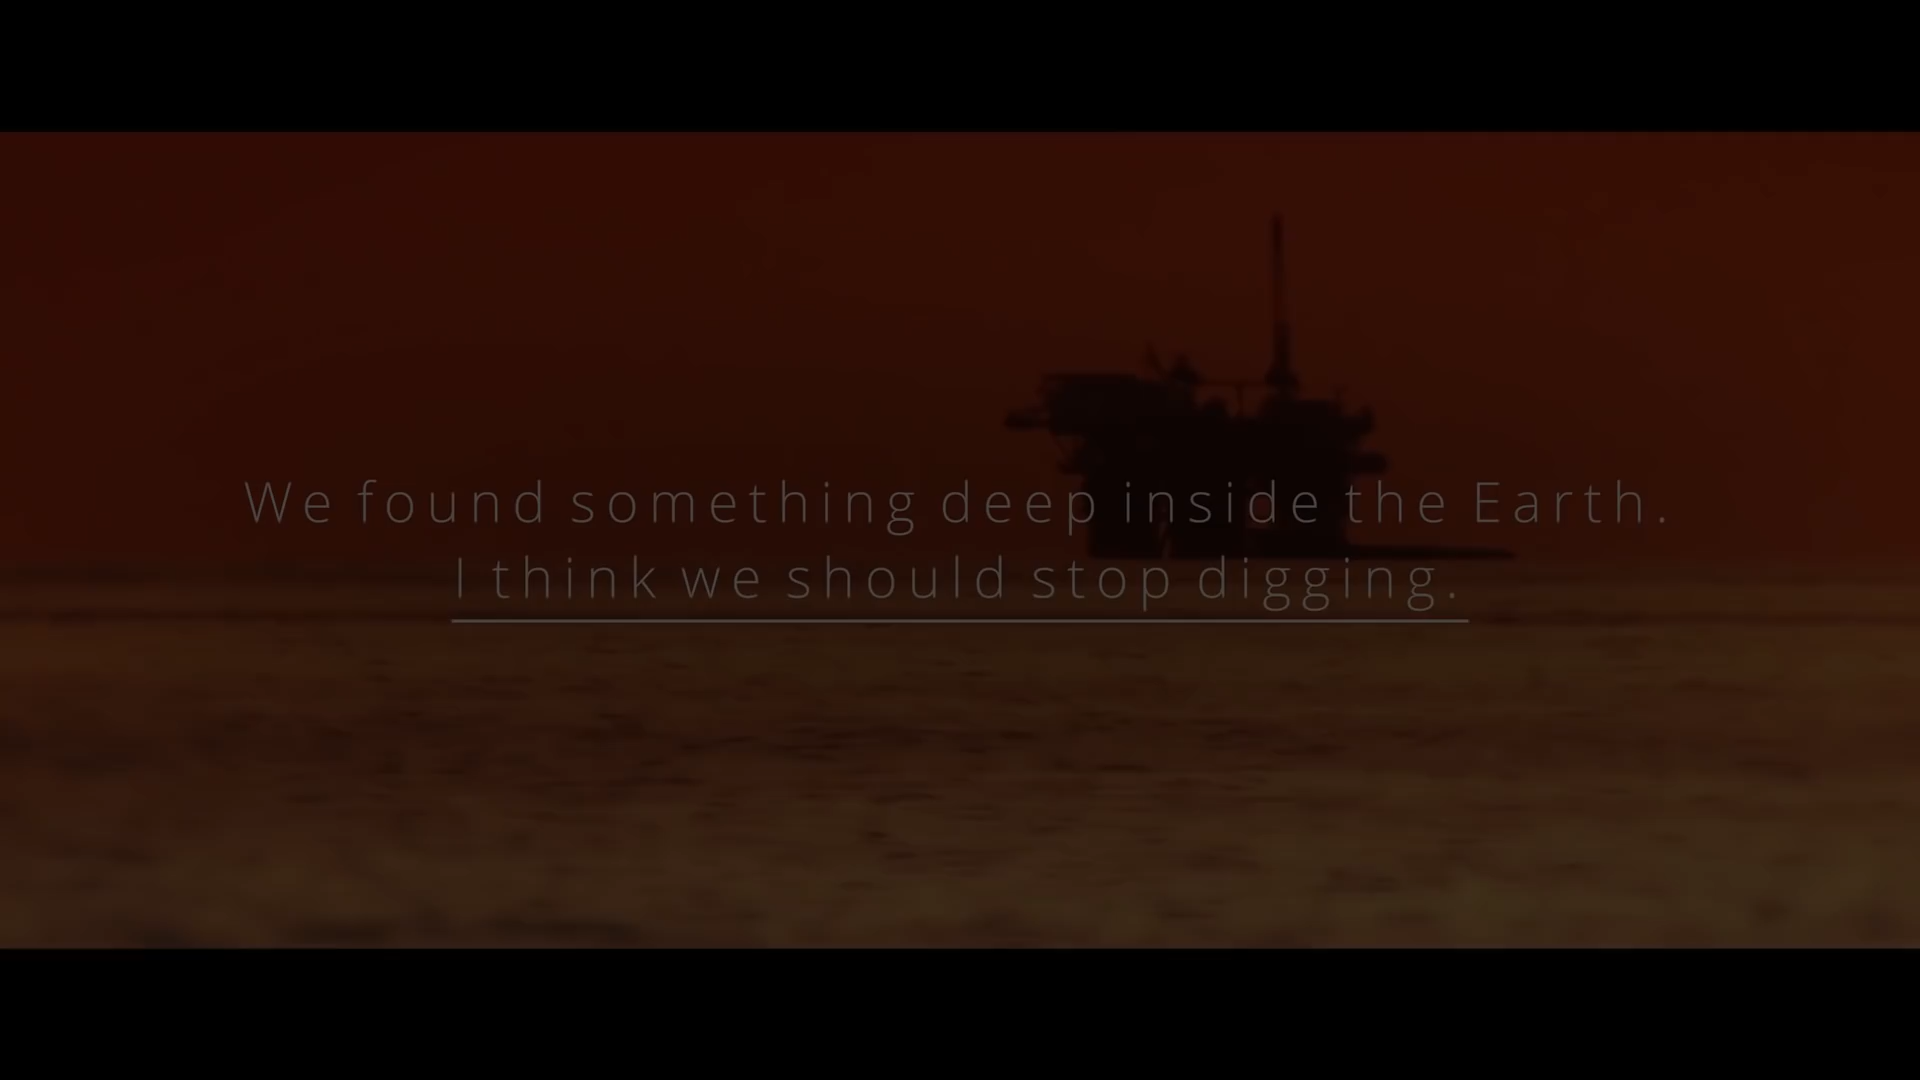 We found something deep inside the Earth.
I think we should stop digging.